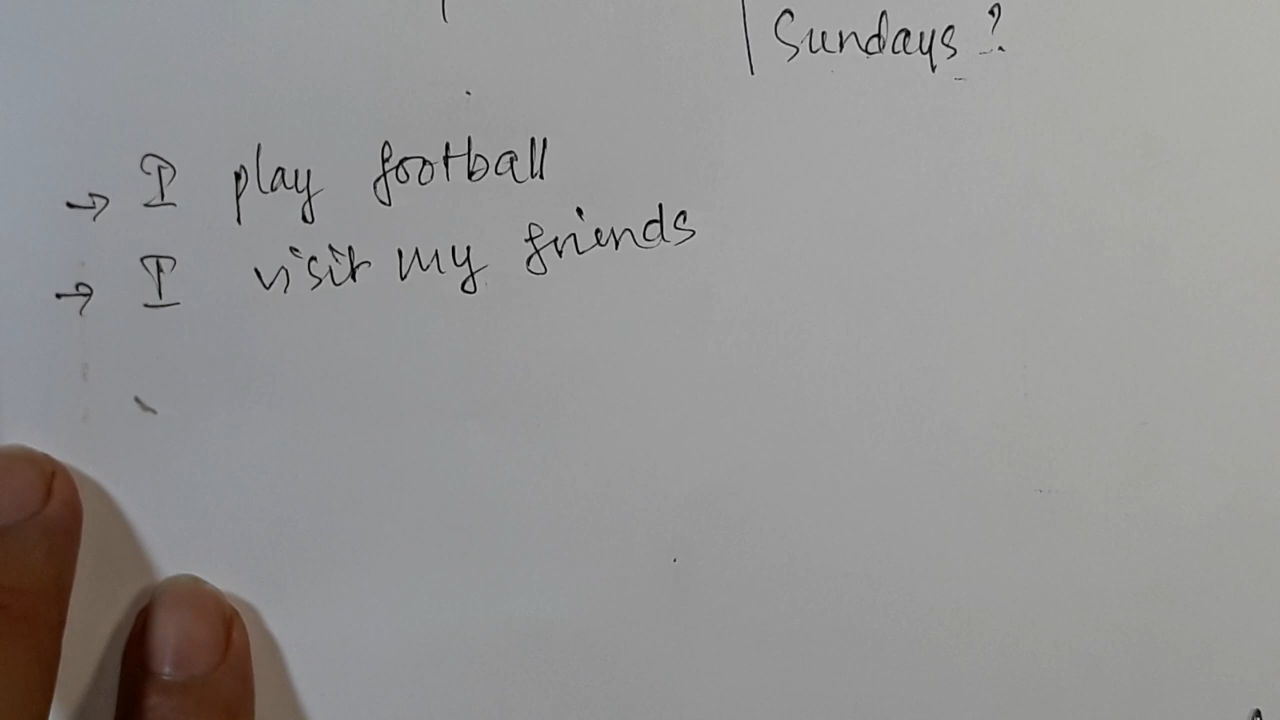 Sundays?
→ I play football
→ I visit my friends